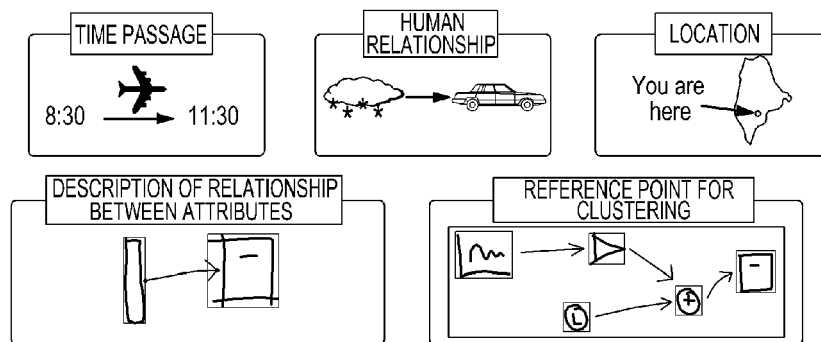 TIME PASSAGE
8:30
11:30
HUMAN
RELATIONSHIP
LOCATION
You are
here
DESCRIPTION OF RELATIONSHIP
BETWEEN ATTRIBUTES
REFERENCE POINT FOR
CLUSTERING
L
+